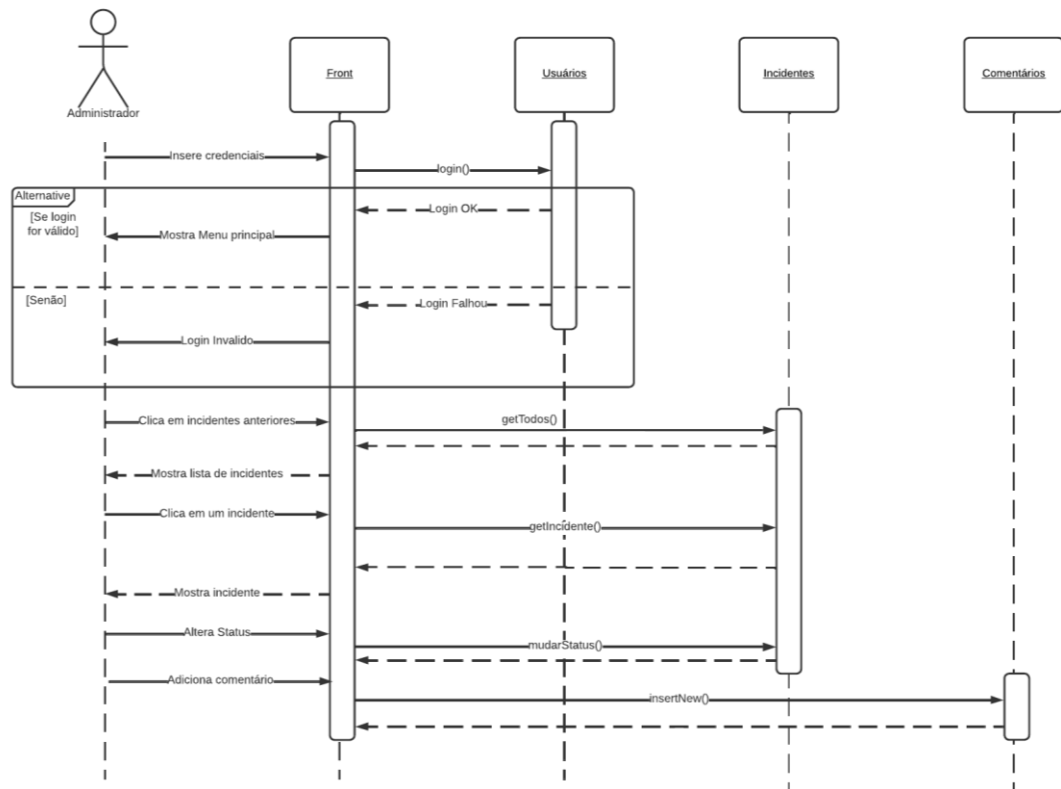 Administrador
Front
Usuários
Incidentes
Comentários
Insere credenciais
login()
Alternative
[Se login
for válido]
Login OK
Mostra Menu principal
[Senão]
Login Falhou
Login Invalido
Clica em incidentes anteriores
getTodos()
Mostra lista de incidentes
Clica em um incidente
getIncidente()
Mostra incidente
Altera Status
mudarStatus()
Adiciona comentário
insertNew()